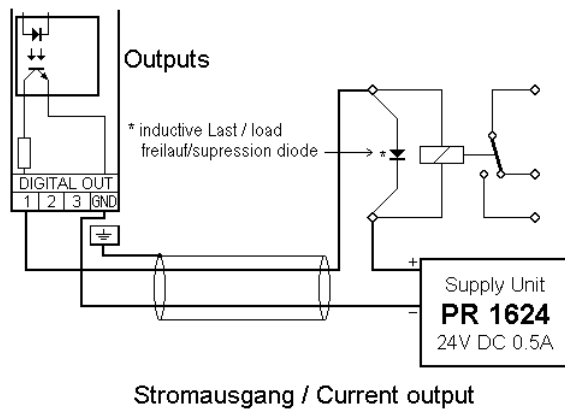 Outputs
* inductive Last / load
freilauf/supression diode
*
DIGITAL OUT
1 2 3 GND
+
Supply Unit
PR 1624
24V DC 0.5A
–
Stromausgang / Current output